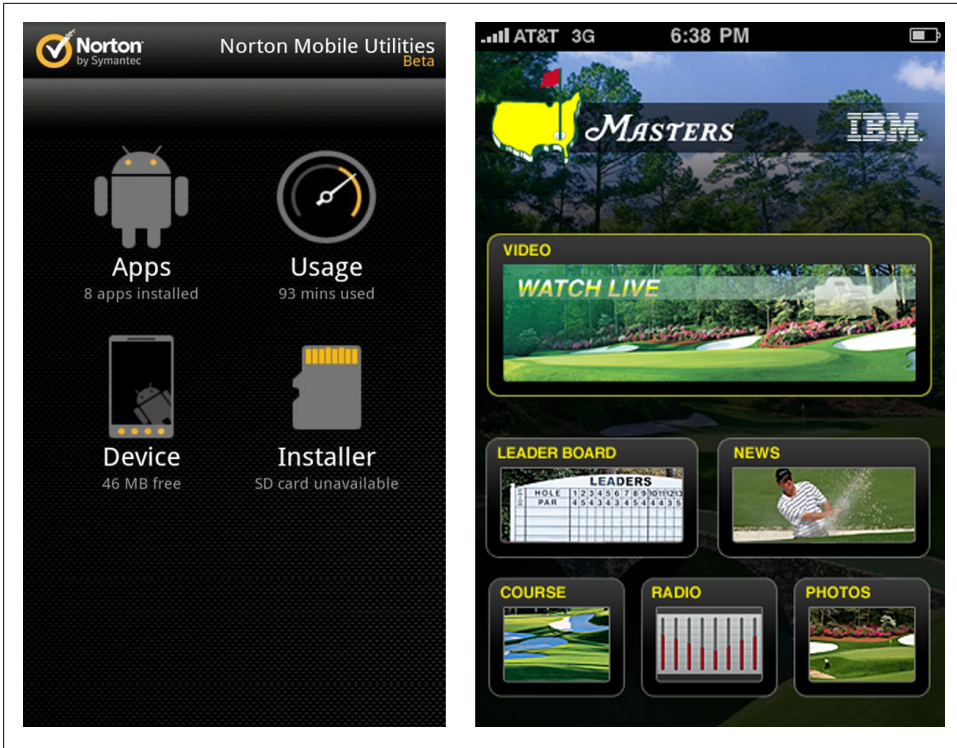 Norton
by Symantec
Norton Mobile Utilities
Beta
Apps
8 apps installed
Usage
93 mins used
Device
46 MB free
Installer
SD card unavailable
AT&T 3G 6:38 PM
MASTERS
IBM
VIDEO
WATCH LIVE
LEADER BOARD
LEADERS
HOLE 1 2 3 4 5 6 7 8 9 10 11 12 13
PAR 4 5 4 3 4 3 4 5 4 4 4 3 5
NEWS
COURSE
RADIO
PHOTOS